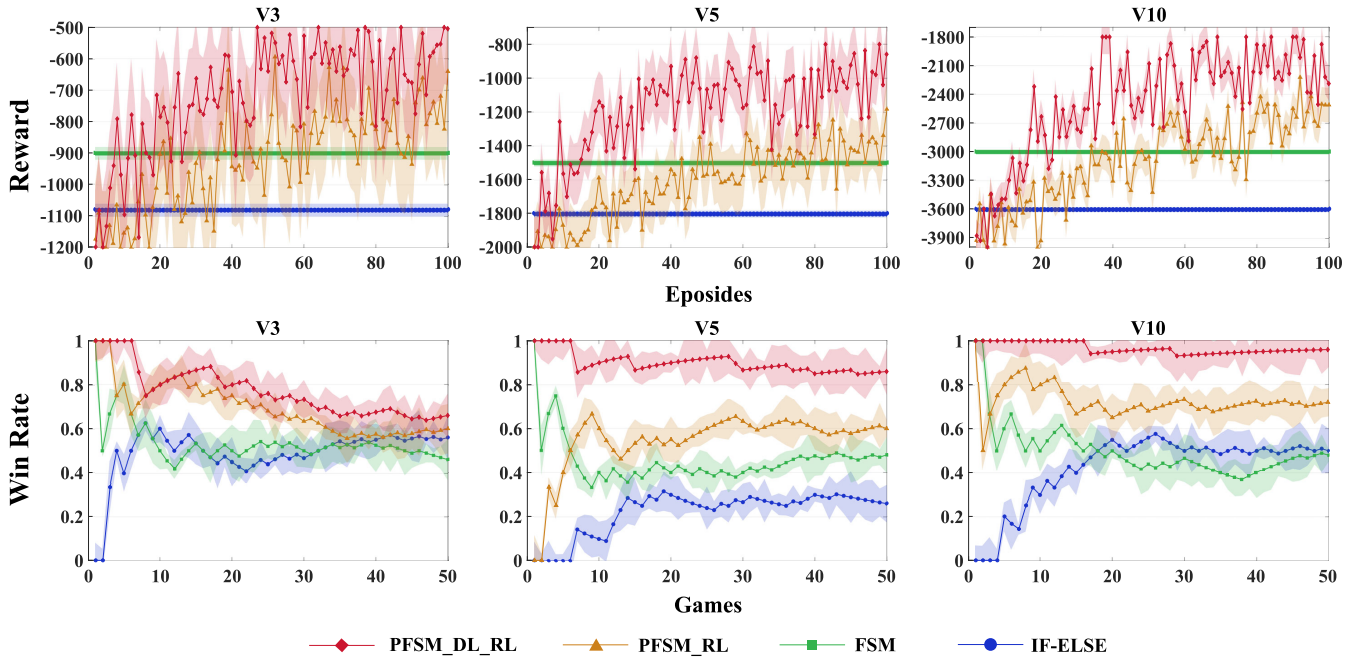 V3 V5 V10
Reward
-500 -600 -700 -800 -900 -1000 -1100 -1200
0 20 40 60 80 100
-800 -1000 -1200 -1400 -1600 -1800 -2000
0 20 40 60 80 100
-1800 -2100 -2400 -2700 -3000 -3300 -3600 -3900
0 20 40 60 80 100
Eposides
V3 V5 V10
Win Rate
1 0.8 0.6 0.4 0.2 0
0 10 20 30 40 50
1 0.8 0.6 0.4 0.2 0
0 10 20 30 40 50
1 0.8 0.6 0.4 0.2 0
0 10 20 30 40 50
Games
PFSM_DL_RL PFSM_RL FSM IF-ELSE